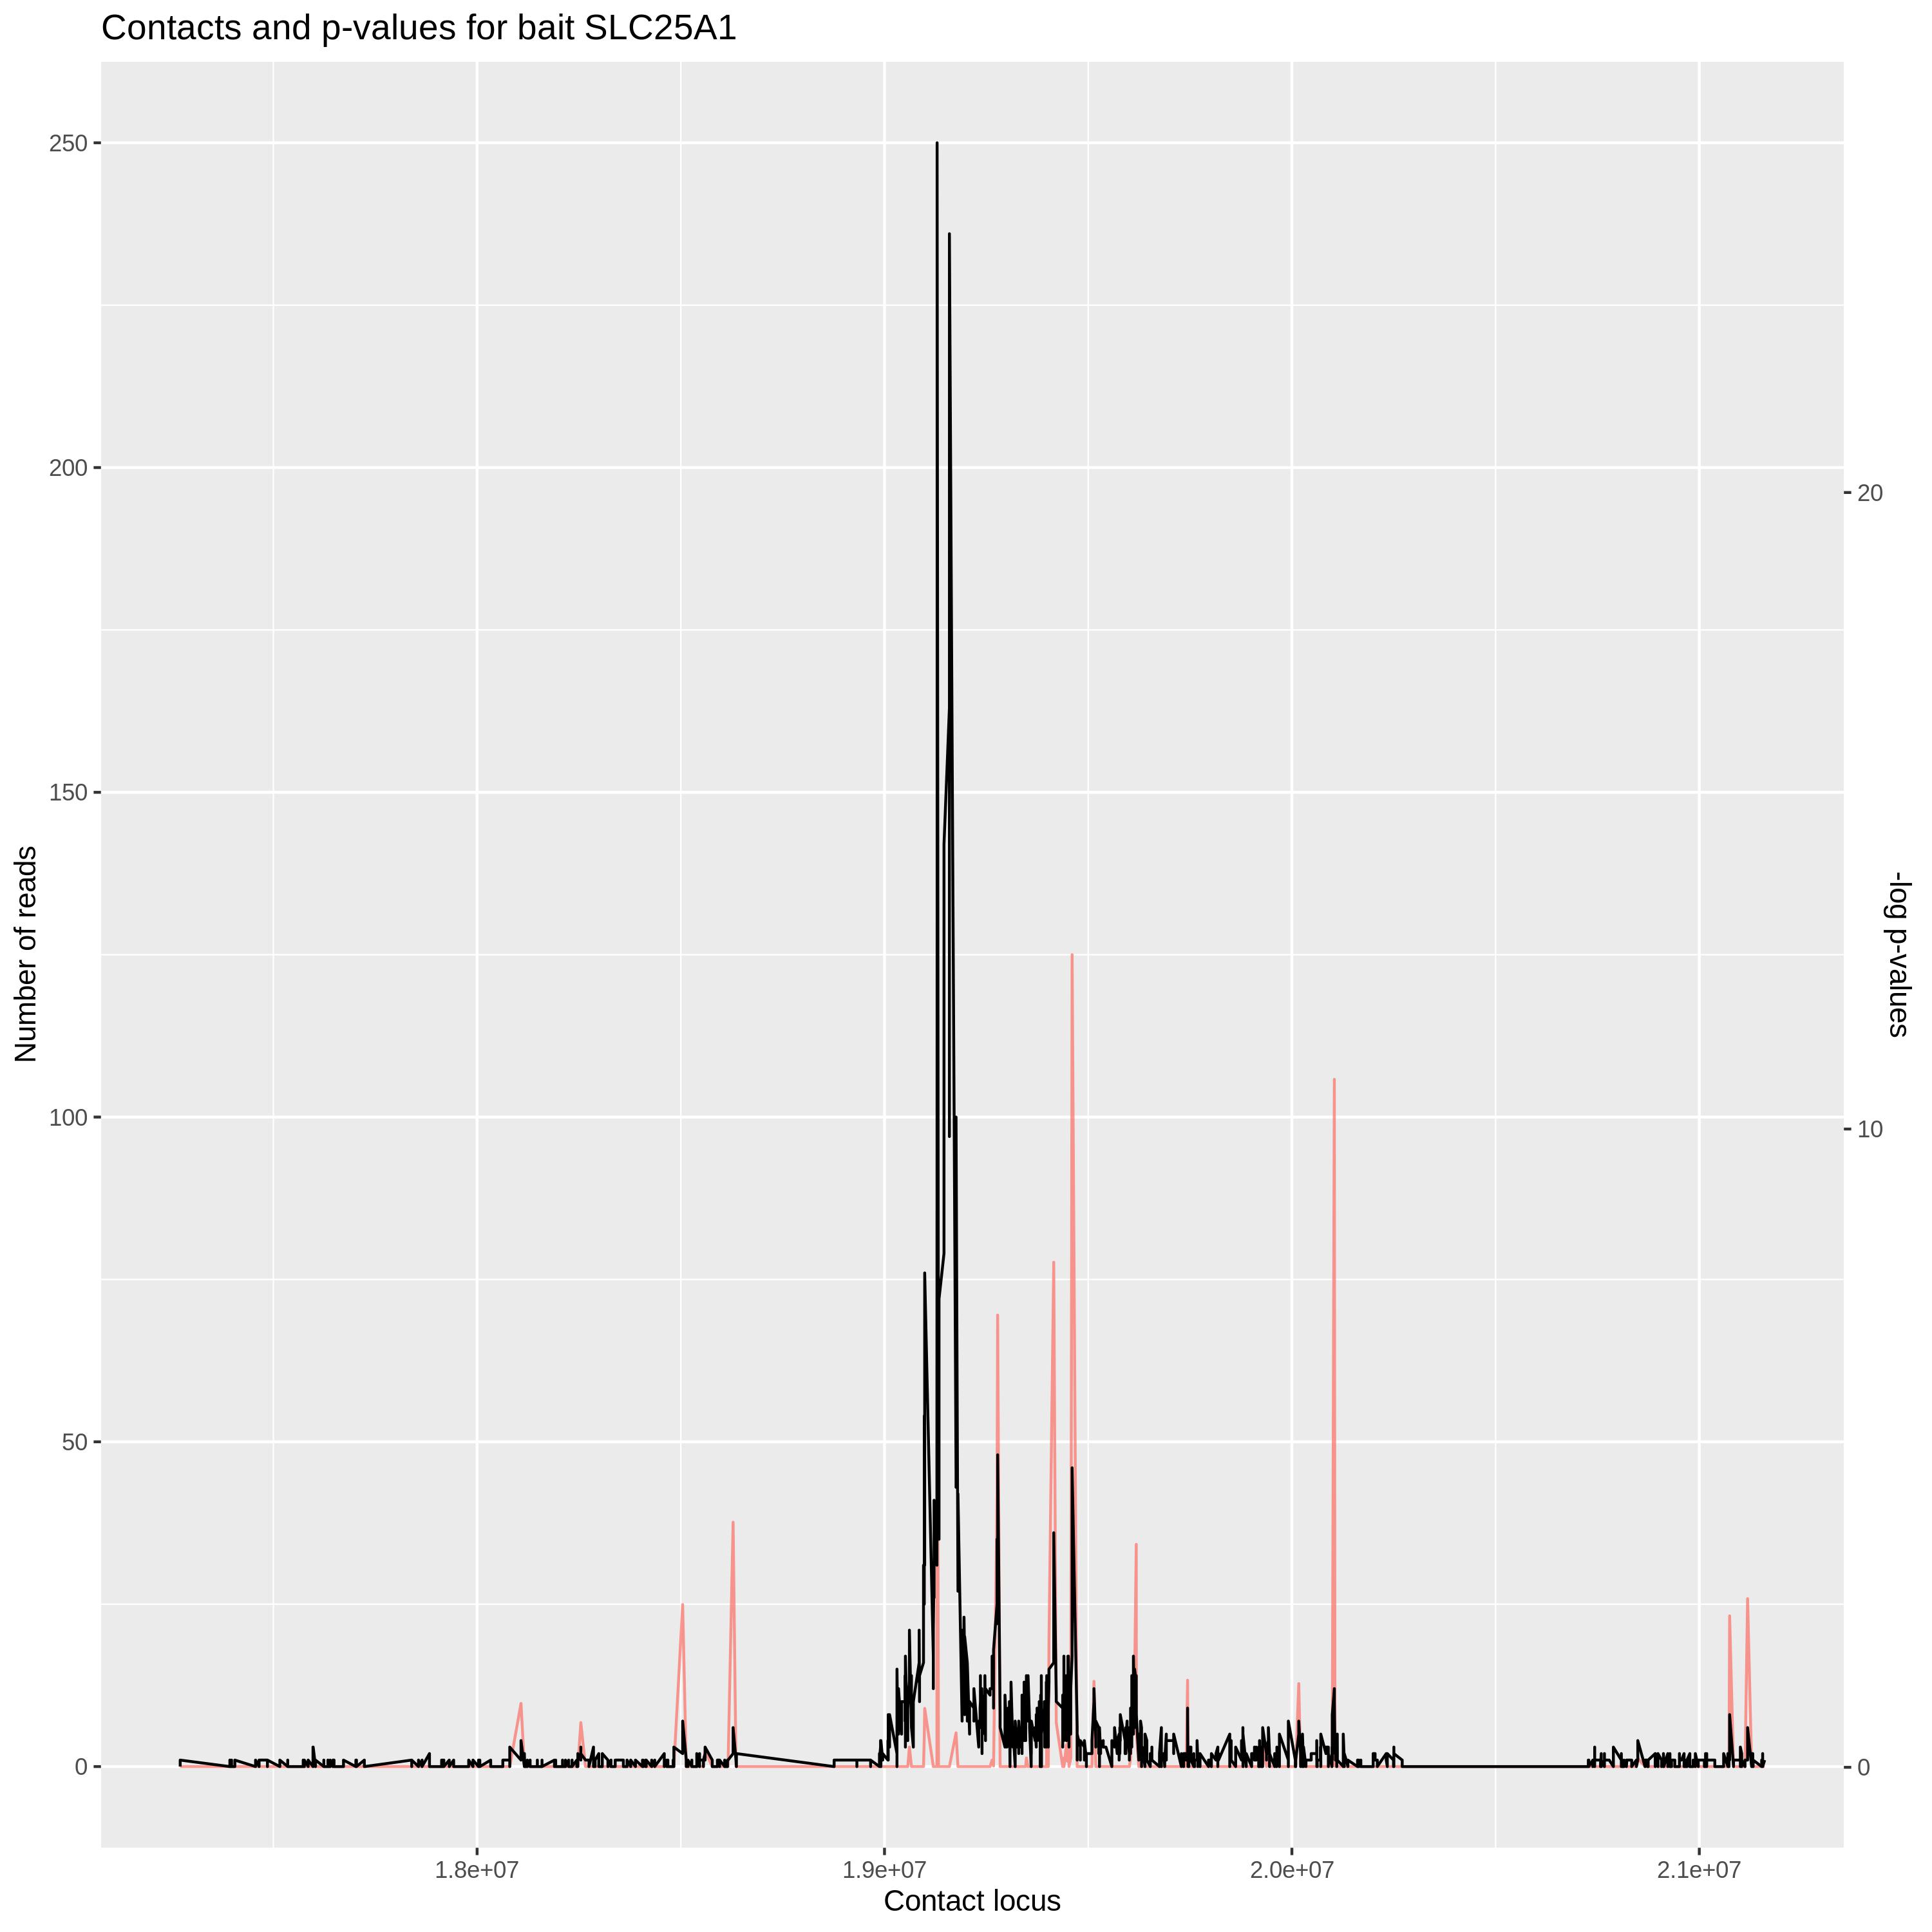 Contacts and p-values for bait SLC25A1
250
200
150
100
50
0
Number of reads
20
10
0
-log p-values
1.8e+07
1.9e+07
2.0e+07
2.1e+07
Contact locus